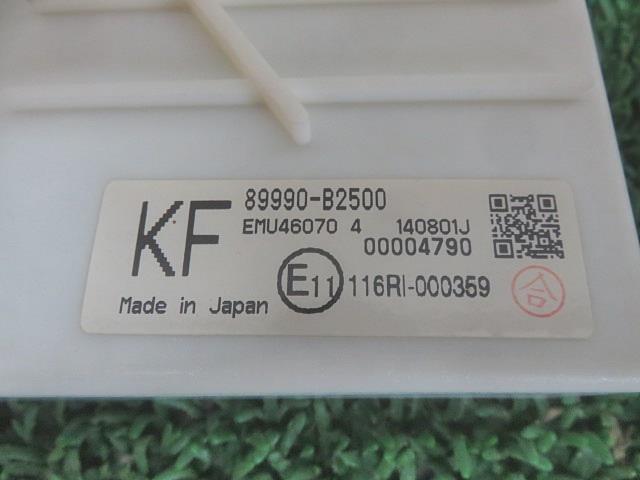 KF
89990-B2500
EMU46070 4 140801J
00004790
E11 116RI-000359
Made in Japan
合